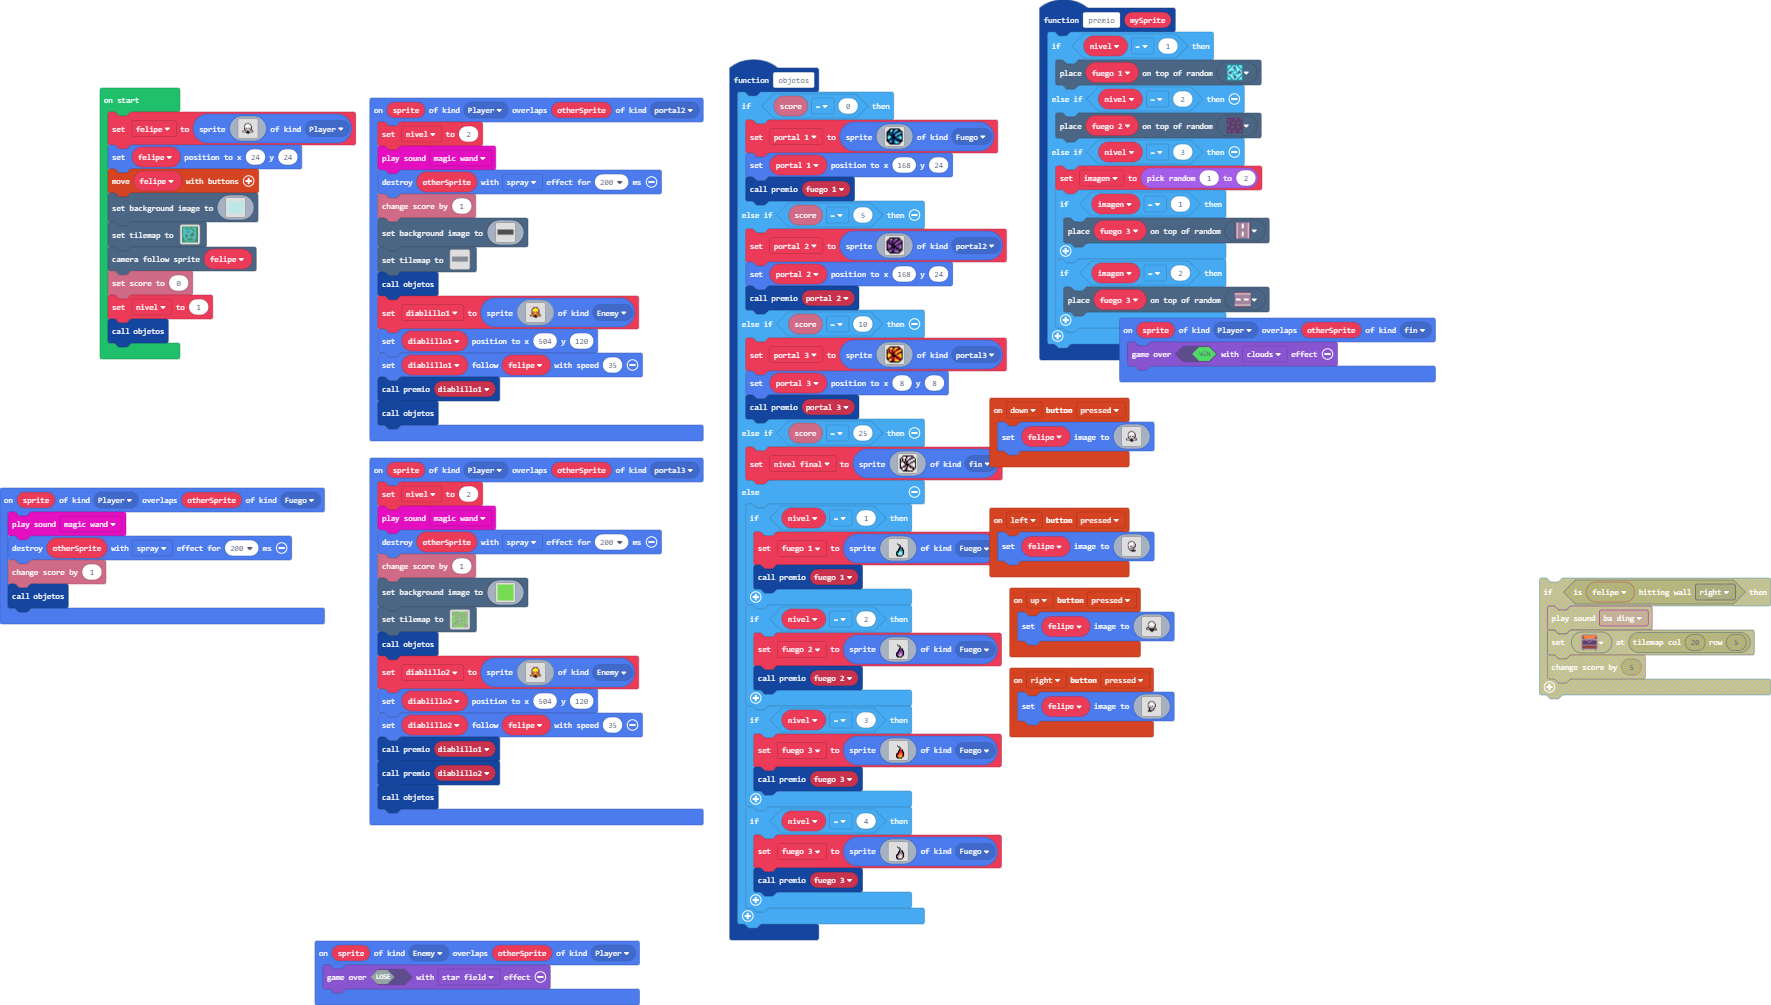 on start
set felipe to sprite of kind Player
set felipe position to x 24 y 24
move felipe with buttons
set background image to
set tilemap to
camera follow sprite felipe
set score to 0
set nivel to 1
call objetos
on sprite of kind Player overlaps otherSprite of kind Fuego
play sound magic wand
destroy otherSprite with spray effect for 200 ms
change score by 1
call objetos
on sprite of kind Player overlaps otherSprite of kind portal2
set nivel to 2
play sound magic wand
destroy otherSprite with spray effect for 200 ms
change score by 1
set background image to
set tilemap to
call objetos
set diablillo1 to sprite of kind Enemy
set diablillo1 position to x 504 y 120
set diablillo1 follow felipe with speed 35
call premio diablillo1
call objetos
on sprite of kind Player overlaps otherSprite of kind portal3
set nivel to 2
play sound magic wand
destroy otherSprite with spray effect for 200 ms
change score by 1
set background image to
set tilemap to
call objetos
set diablillo2 to sprite of kind Enemy
set diablillo2 position to x 504 y 120
set diablillo2 follow felipe with speed 35
call premio diablillo1
call premio diablillo2
call objetos
on sprite of kind Enemy overlaps otherSprite of kind Player
game over LOSE with star field effect
function objetos
if score = 0 then
set portal 1 to sprite of kind Fuego
set portal 1 position to x 168 y 24
call premio fuego 1
else if score = 5 then
set portal 2 to sprite of kind portal2
set portal 2 position to x 168 y 24
call premio portal 2
else if score = 10 then
set portal 3 to sprite of kind portal3
set portal 3 position to x 8 y 8
call premio portal 3
else if score = 25 then
set nivel final to sprite of kind fin
else
if nivel = 1 then
set fuego 1 to sprite of kind Fuego
call premio fuego 1
if nivel = 2 then
set fuego 2 to sprite of kind Fuego
call premio fuego 2
if nivel = 3 then
set fuego 3 to sprite of kind Fuego
call premio fuego 3
if nivel = 4 then
set fuego 3 to sprite of kind Fuego
call premio fuego 3
function premio mySprite
if nivel = 1 then
place fuego 1 on top of random
else if nivel = 2 then
place fuego 2 on top of random
else if nivel = 3 then
set imagen to pick random 1 to 2
if imagen = 1 then
place fuego 3 on top of random
if imagen = 2 then
place fuego 3 on top of random
on sprite of kind Player overlaps otherSprite of kind fin
game over WIN with clouds effect
on down button pressed
set felipe image to
on left button pressed
set felipe image to
on up button pressed
set felipe image to
on right button pressed
set felipe image to
if is felipe hitting wall right then
play sound ba ding
set at tilemap col 20 row 5
change score by 5